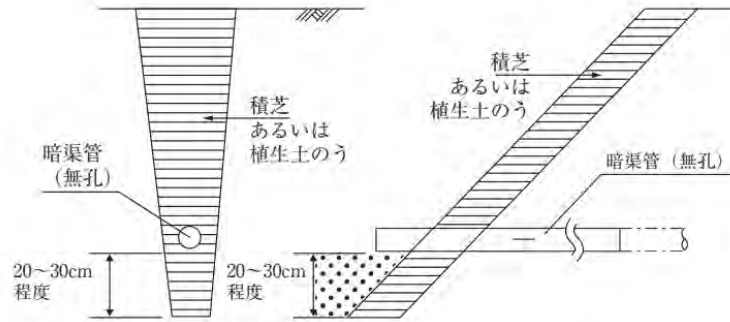 積芝
あるいは
植生土のう
暗渠管
（無孔）
20～30cm
程度
積芝
あるいは
植生土のう
暗渠管（無孔）
20～30cm
程度